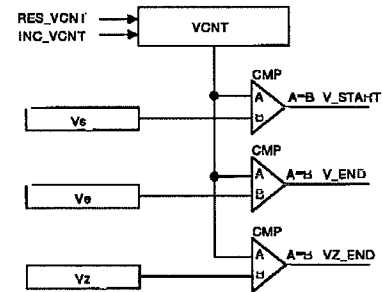 RES_VCNT
INC_VCNT
VCNT
CMP
A
B
A=B V_START
Vs
CMP
A
B
A=B V_END
Ve
CMP
A
B
A=B VZ_END
Vz